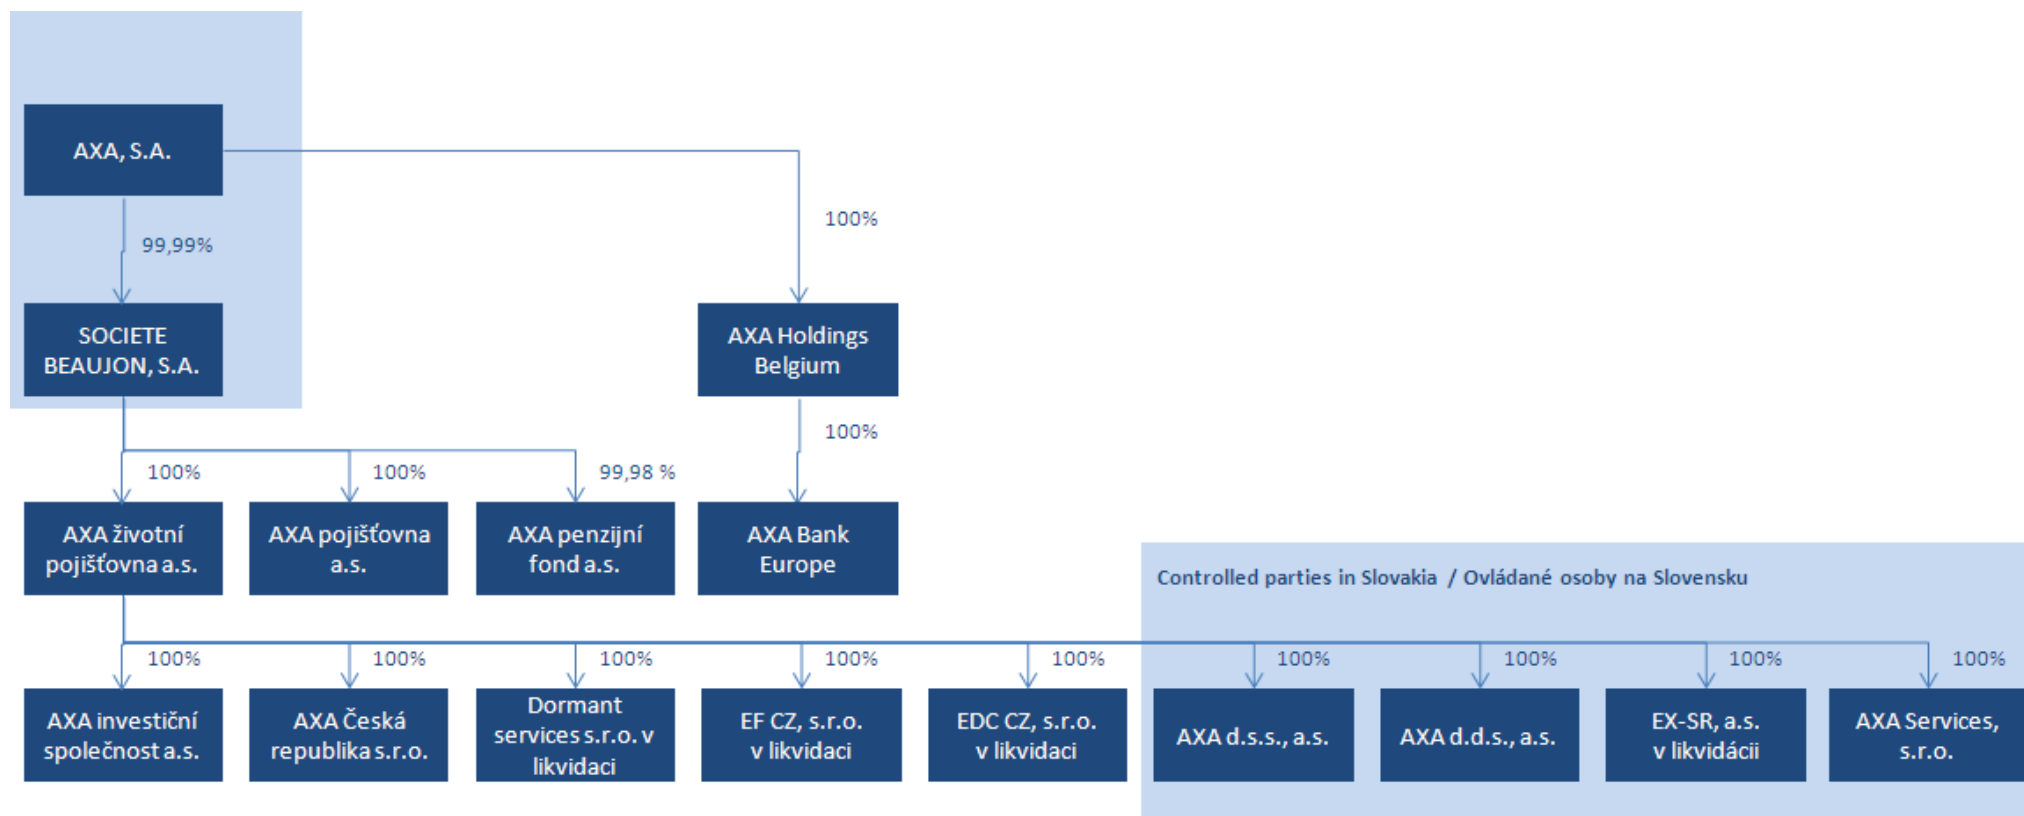 AXA, S.A.
100%
99,99%
SOCIETE
BEAUJON, S.A.
AXA Holdings
Belgium
100%
100%
100%
99,98 %
AXA životní
pojišťovna a.s.
AXA pojišťovna
a.s.
AXA penzijní
fond a.s.
AXA Bank
Europe
Controlled parties in Slovakia / Ovládané osoby na Slovensku
100%
100%
100%
100%
100%
100%
100%
100%
100%
AXA investiční
společnost a.s.
AXA Česká
republika s.r.o.
Dormant
services s.r.o. v
likvidaci
EF CZ, s.r.o.
v likvidaci
EDC CZ, s.r.o.
v likvidaci
AXA d.s.s., a.s.
AXA d.d.s., a.s.
EX-SR, a.s.
v likvidácii
AXA Services,
s.r.o.